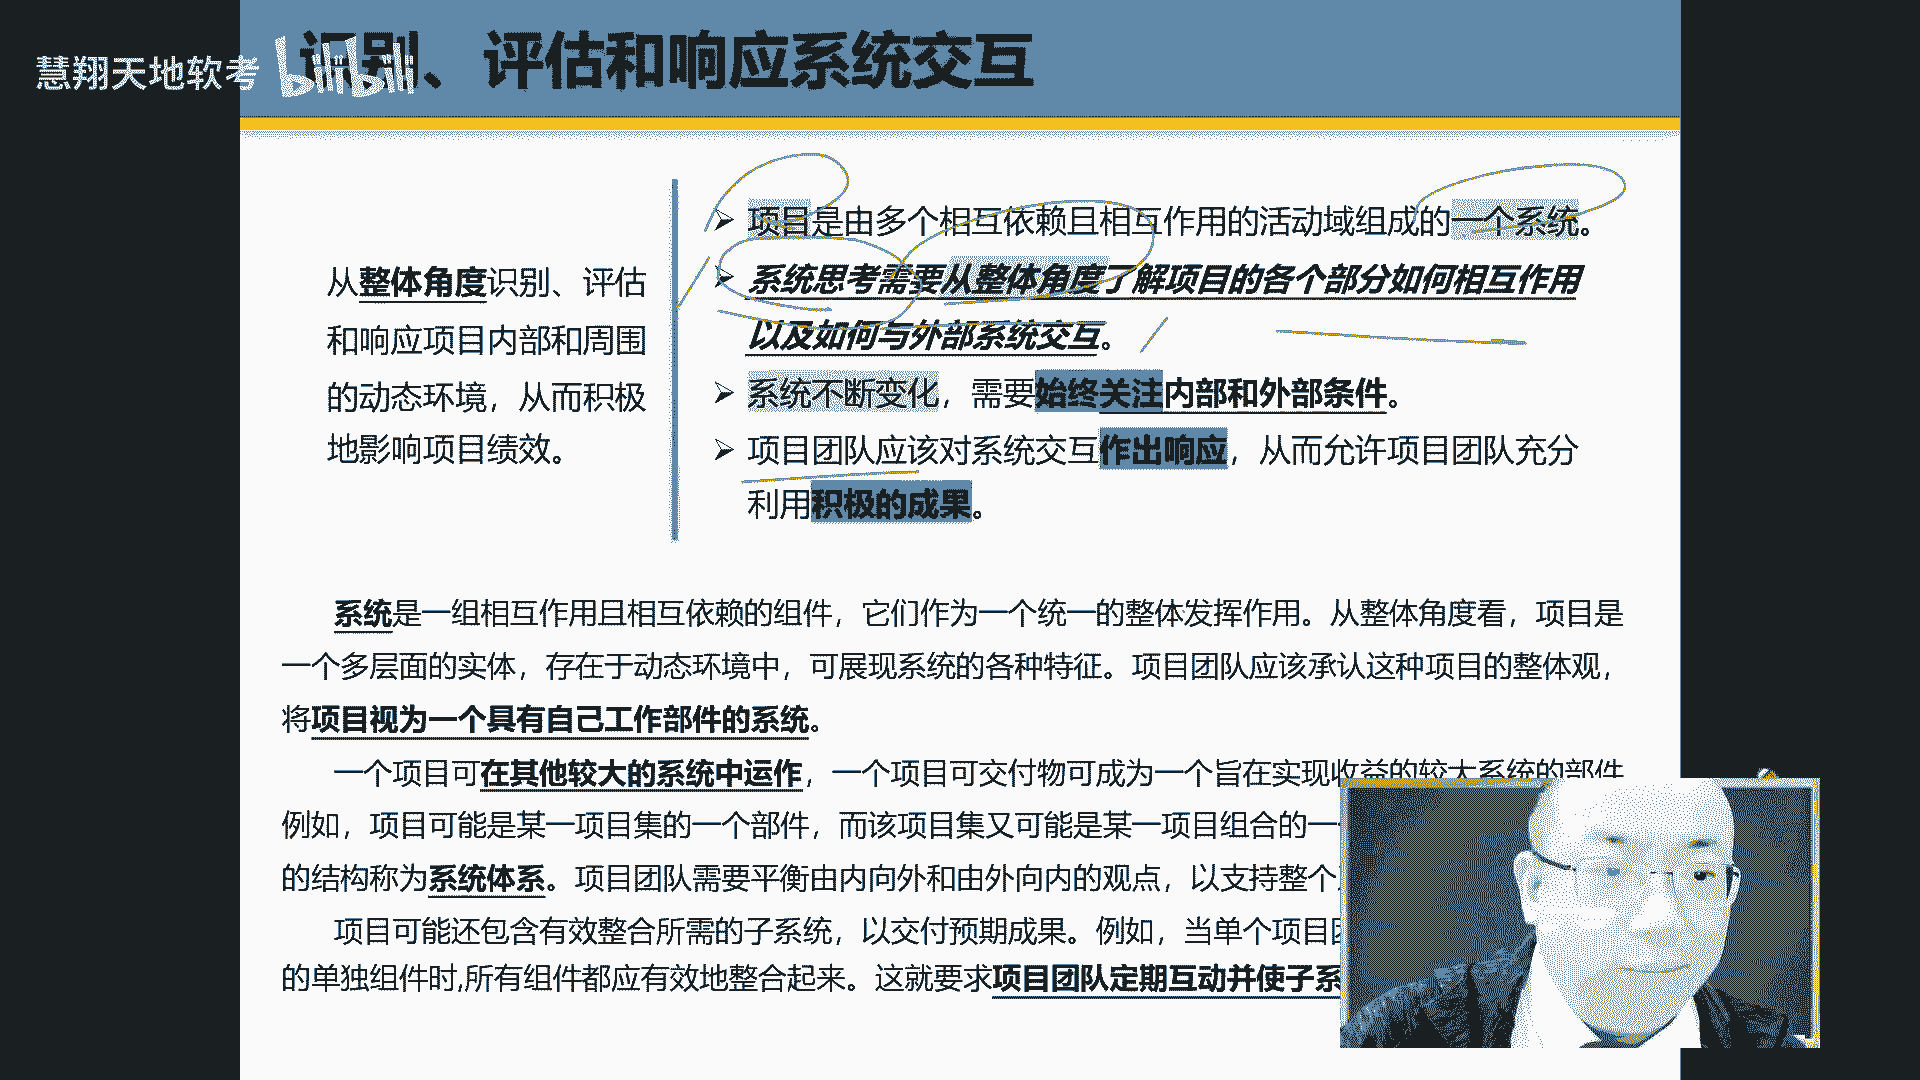 慧翔天地软考
bilibili
识别、评估和响应系统交互
从整体角度识别、评估
和响应项目内部和周围
的动态环境，从而积极
地影响项目绩效。
➢ 项目是由多个相互依赖且相互作用的活动域组成的一个系统。
➢ 系统思考需要从整体角度了解项目的各个部分如何相互作用
以及如何与外部系统交互。
➢ 系统不断变化，需要始终关注内部和外部条件。
➢ 项目团队应该对系统交互作出响应，从而允许项目团队充分
利用积极的成果。
系统是一组相互作用且相互依赖的组件，它们作为一个统一的整体发挥作用。从整体角度看，项目是
一个多层面的实体，存在于动态环境中，可展现系统的各种特征。项目团队应该承认这种项目的整体观，
将项目视为一个具有自己工作部件的系统。
一个项目可在其他较大的系统中运作，一个项目可交付物可成为一个旨在实现收益的较大系统的部件
例如，项目可能是某一项目集的一个部件，而该项目集又可能是某一项目组合的一
的结构称为系统体系。项目团队需要平衡由内向外和由外向内的观点，以支持整个
项目可能还包含有效整合所需的子系统，以交付预期成果。例如，当单个项目团
的单独组件时,所有组件都应有效地整合起来。这就要求项目团队定期互动并使子系